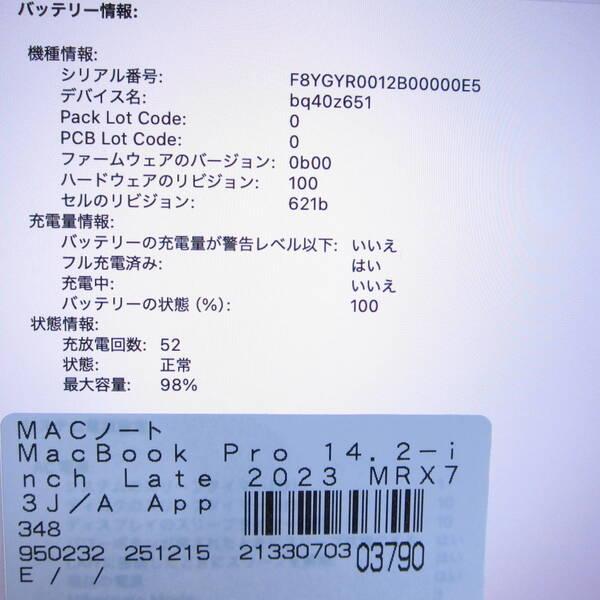 バッテリー情報:
機種情報:
シリアル番号: F8YGYR0012B00000E5
デバイス名: bq40z651
Pack Lot Code: 0
PCB Lot Code: 0
ファームウェアのバージョン: 0b00
ハードウェアのリビジョン: 100
セルのリビジョン: 621b
充電量情報:
バッテリーの充電量が警告レベル以下: いいえ
フル充電済み: はい
充電中: いいえ
バッテリーの状態 (%): 100
状態情報:
充放電回数: 52
状態: 正常
最大容量: 98%
MACノート
MacBook Pro 14.2-i
nch Late 2023 MRX7
3J/A App
348
950232 251215 21330703 03790
E / /